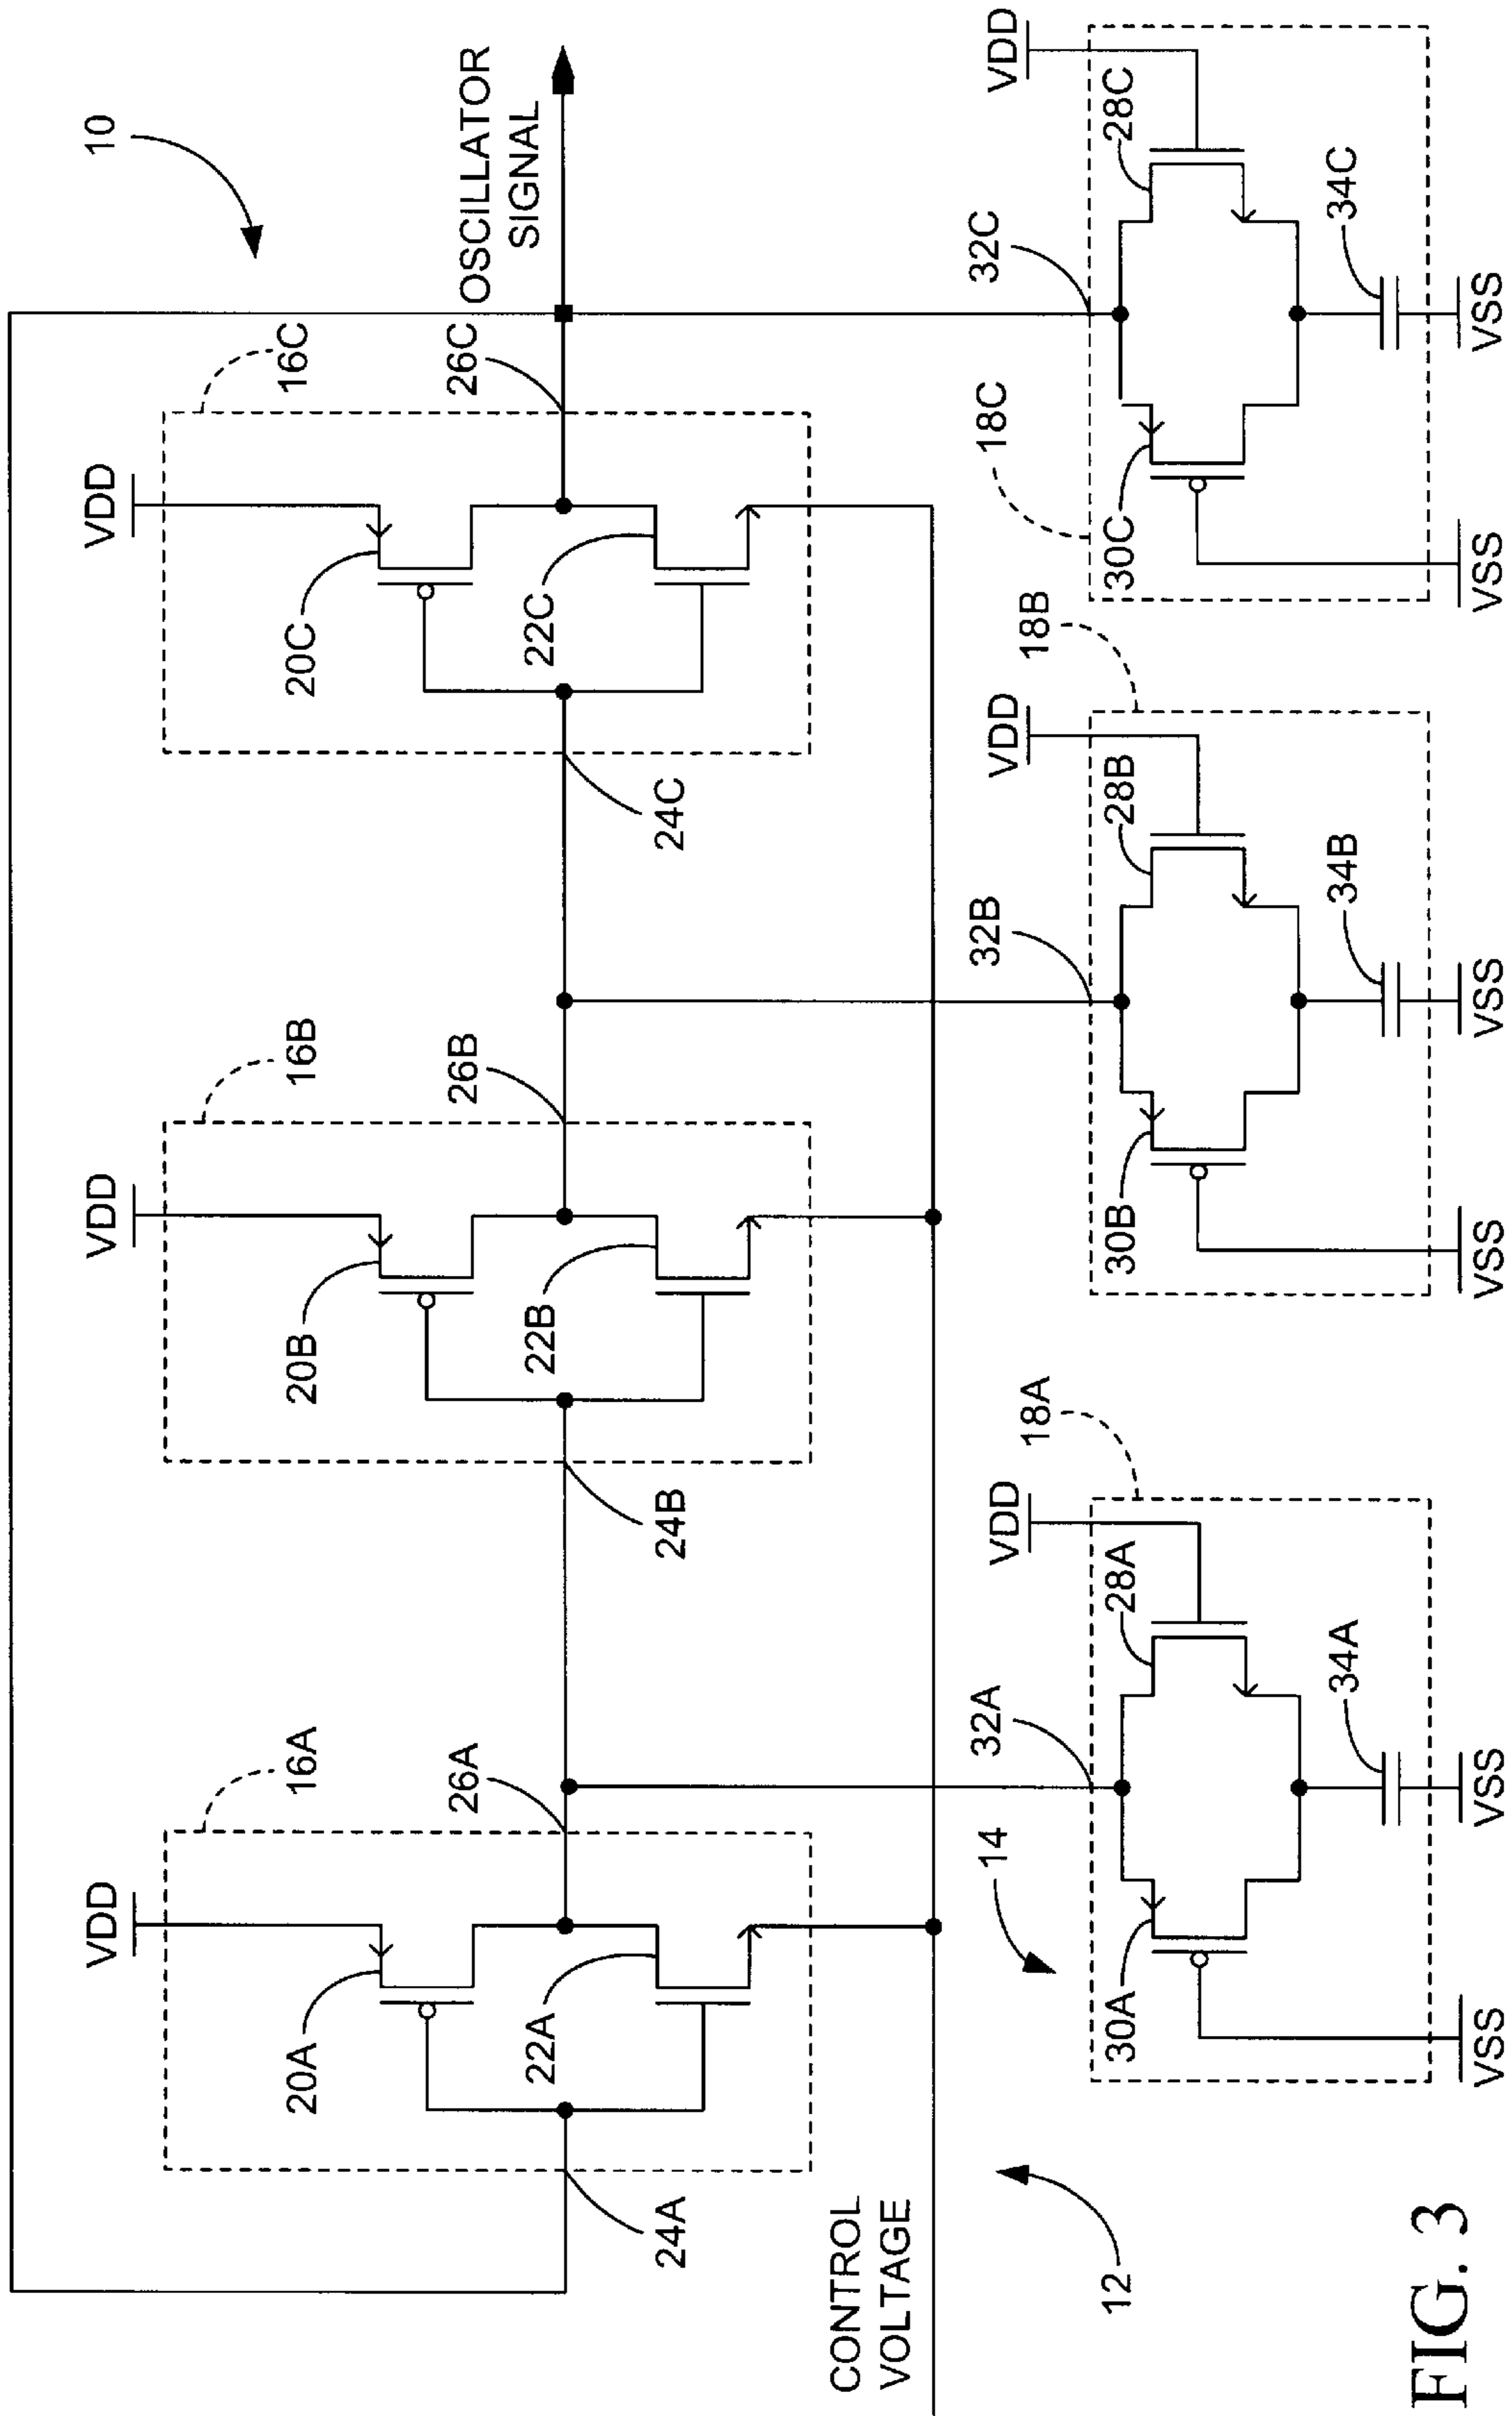 10
OSCILLATOR
SIGNAL
VDD
16A
20A
22A
24A
26A
VDD
16B
20B
22B
24B
26B
VDD
16C
20C
22C
24C
26C
CONTROL
VOLTAGE
12
14
32A
18A
VDD
28A
30A
34A
VSS
VSS
32B
18B
VDD
28B
30B
34B
VSS
VSS
32C
18C
VDD
28C
30C
34C
VSS
VSS
FIG. 3